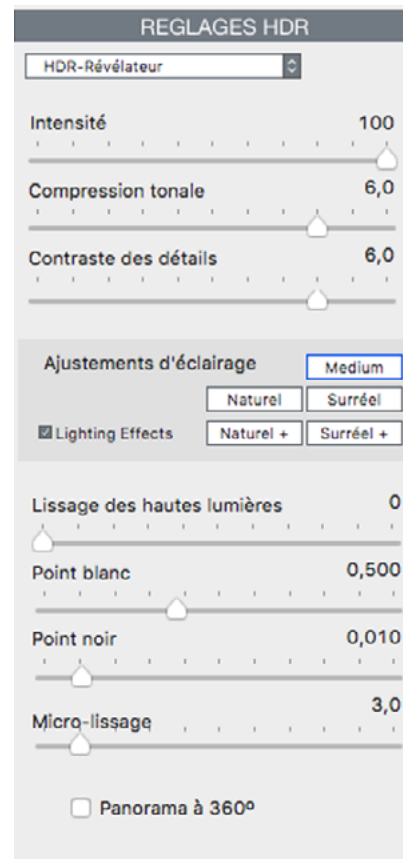 REGLAGES HDR
HDR-Révélateur
Intensité 100
Compression tonale 6,0
Contraste des détails 6,0
Ajustements d'éclairage Medium
Naturel Surréel
Lighting Effects Naturel + Surréel +
Lissage des hautes lumières 0
Point blanc 0,500
Point noir 0,010
Micro-lissage 3,0
Panorama à 360º